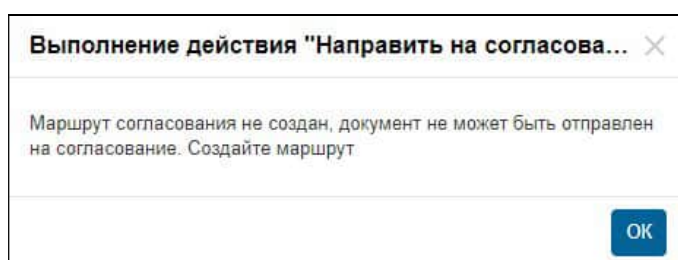 Выполнение действия "Направить на согласова...
Маршрут согласования не создан, документ не может быть отправлен
на согласование. Создайте маршрут
ОК